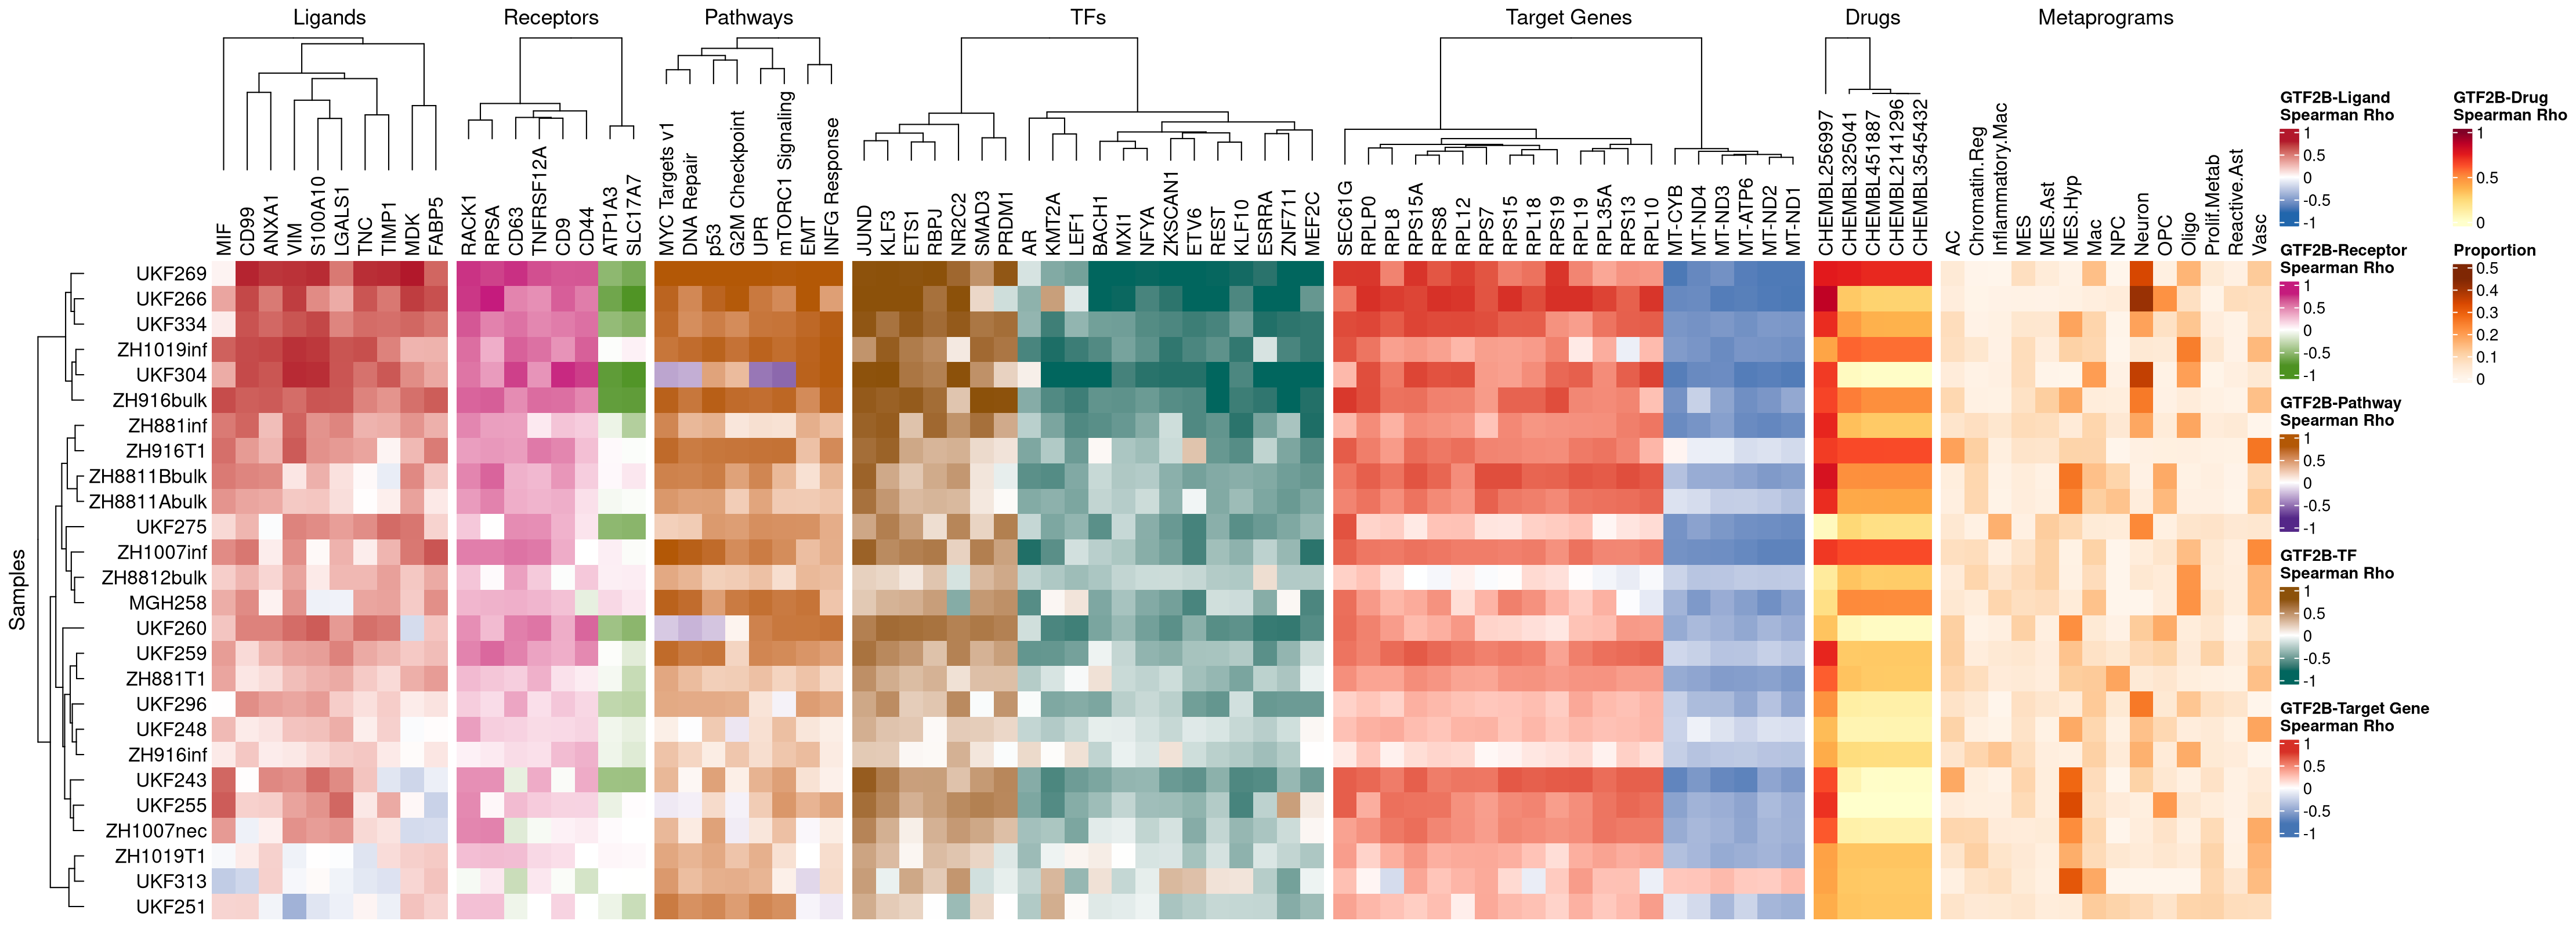 Ligands
Receptors
Pathways
TFs
Target Genes
Drugs
Metaprograms
MIF
CD99
ANXA1
VIM
S100A10
LGALS1
TNC
TIMP1
MDK
FABP5
RACK1
RPSA
CD63
TNFRSF12A
CD9
CD44
ATP1A3
SLC17A7
MYC Targets v1
DNA Repair
p53
G2M Checkpoint
UPR
mTORC1 Signaling
EMT
INFG Response
JUND
KLF3
ETS1
RBPJ
NR2C2
SMAD3
PRDM1
AR
KMT2A
LEF1
BACH1
MXI1
NFYA
ZKSCAN1
ETV6
REST
KLF10
ESRRA
ZNF711
MEF2C
SEC61G
RPLP0
RPL8
RPS15A
RPS8
RPL12
RPS7
RPS15
RPL18
RPS19
RPL19
RPL35A
RPS13
RPL10
MT-CYB
MT-ND4
MT-ND3
MT-ATP6
MT-ND2
MT-ND1
CHEMBL256997
CHEMBL325041
CHEMBL451887
CHEMBL2141296
CHEMBL3545432
AC
Chromatin.Reg
Inflammatory.Mac
MES
MES.Ast
MES.Hyp
Mac
NPC
Neuron
OPC
Oligo
Prolif.Metab
Reactive.Ast
Vasc
Samples
UKF269
UKF266
UKF334
ZH1019inf
UKF304
ZH916bulk
ZH881inf
ZH916T1
ZH8811Bbulk
ZH8811Abulk
UKF275
ZH1007inf
ZH8812bulk
MGH258
UKF260
UKF259
ZH881T1
UKF296
UKF248
ZH916inf
UKF243
UKF255
ZH1007nec
ZH1019T1
UKF313
UKF251
GTF2B-Ligand
Spearman Rho
1
0.5
0
-0.5
-1
GTF2B-Receptor
Spearman Rho
1
0.5
0
-0.5
-1
GTF2B-Pathway
Spearman Rho
1
0.5
0
-0.5
-1
GTF2B-TF
Spearman Rho
1
0.5
0
-0.5
-1
GTF2B-Target Gene
Spearman Rho
1
0.5
0
-0.5
-1
GTF2B-Drug
Spearman Rho
1
0.5
0
Proportion
0.5
0.4
0.3
0.2
0.1
0